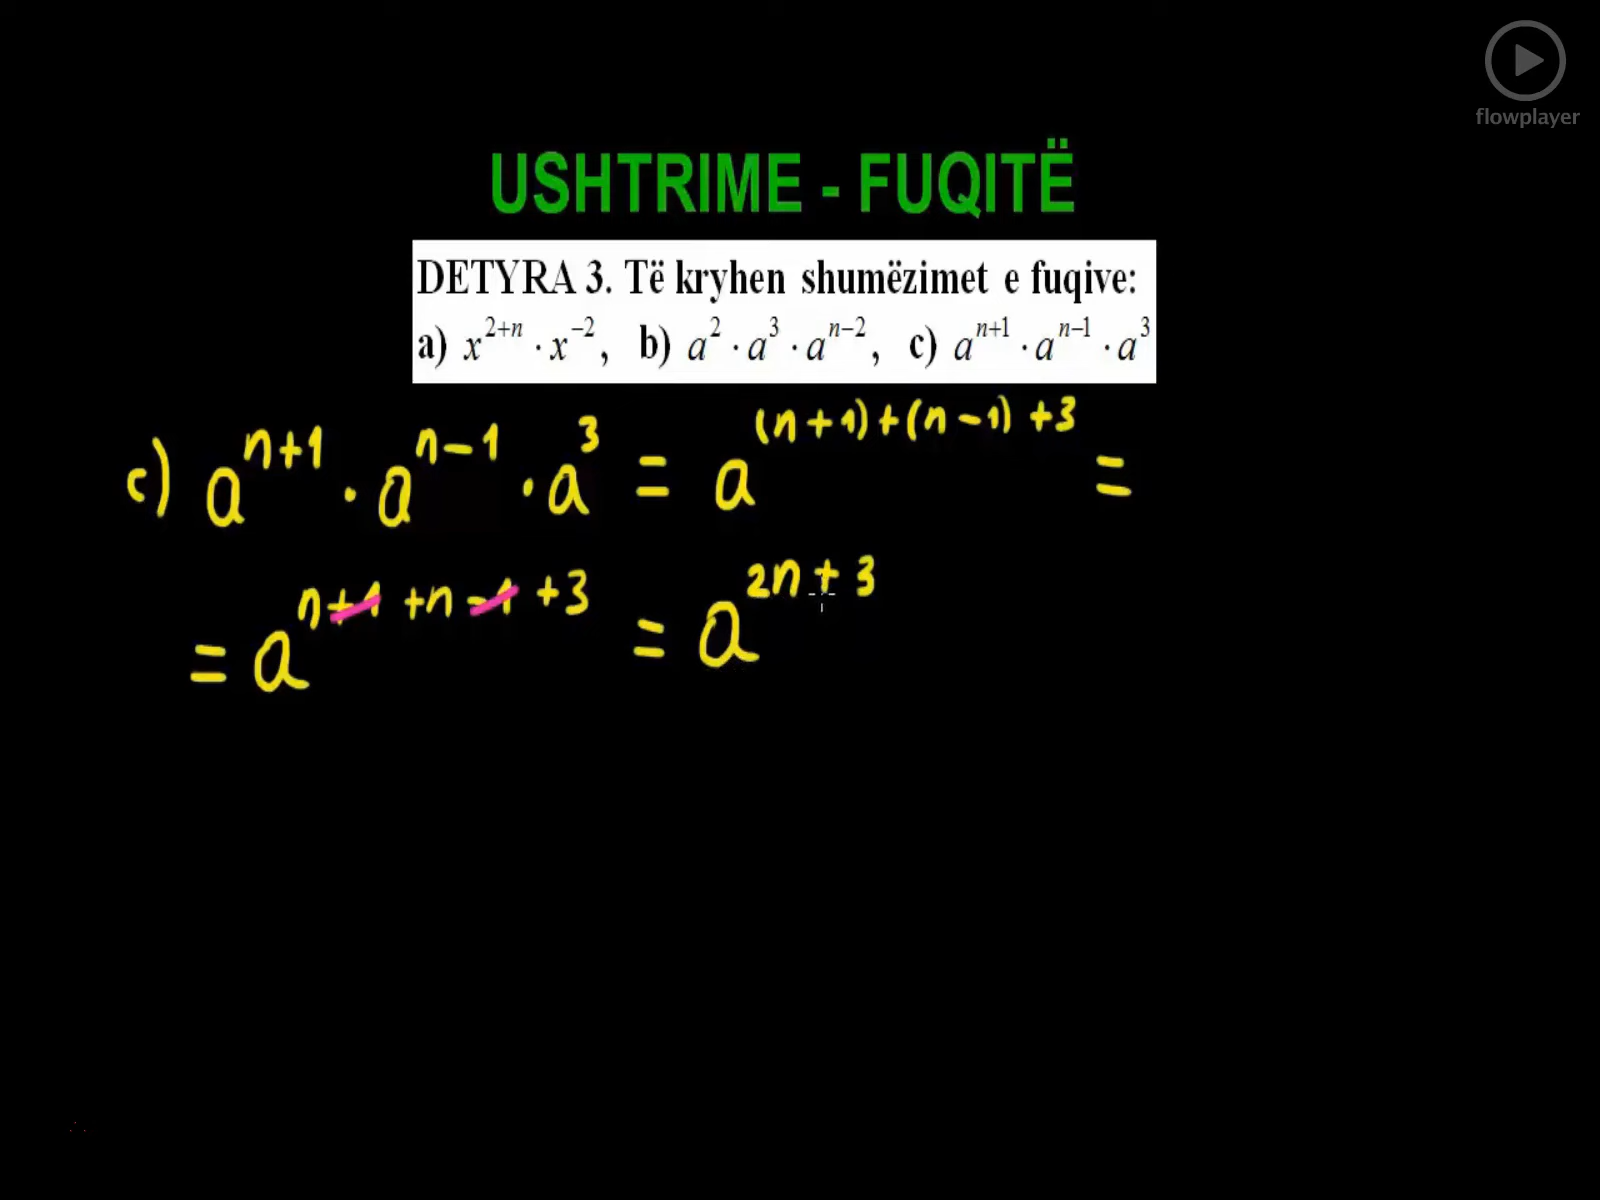 flowplayer
USHTRIME - FUQITË
DETYRA 3. Të kryhen shumëzimet e fuqive:
a) x^{2+n} · x^{-2}, b) a^2 · a^3 · a^{n-2}, c) a^{n+1} · a^{n-1} · a^3
c) a^{n+1} · a^{n-1} · a^3 = a^{(n+1)+(n-1)+3} =
= a^{n+1+n-1+3} = a^{2n+3}